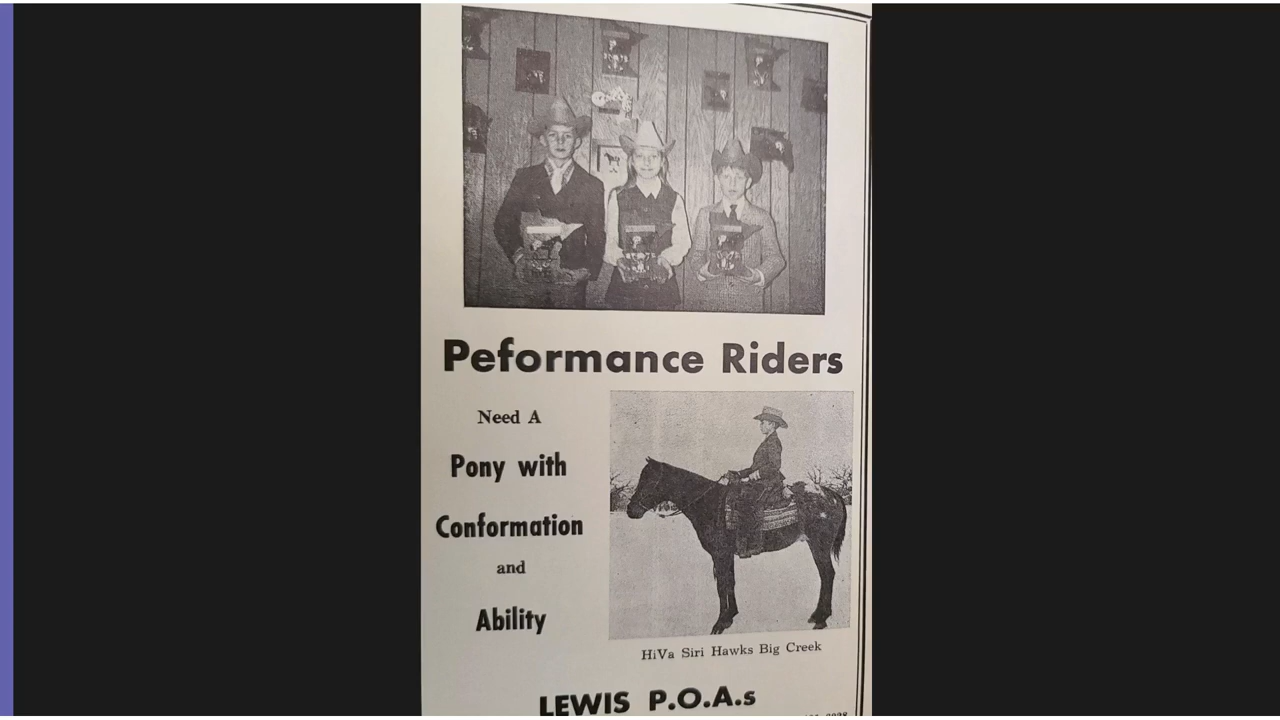 Peformance Riders
Need A
Pony with
Conformation
and
Ability
HiVa Siri Hawks Big Creek
LEWIS P.O.A.s